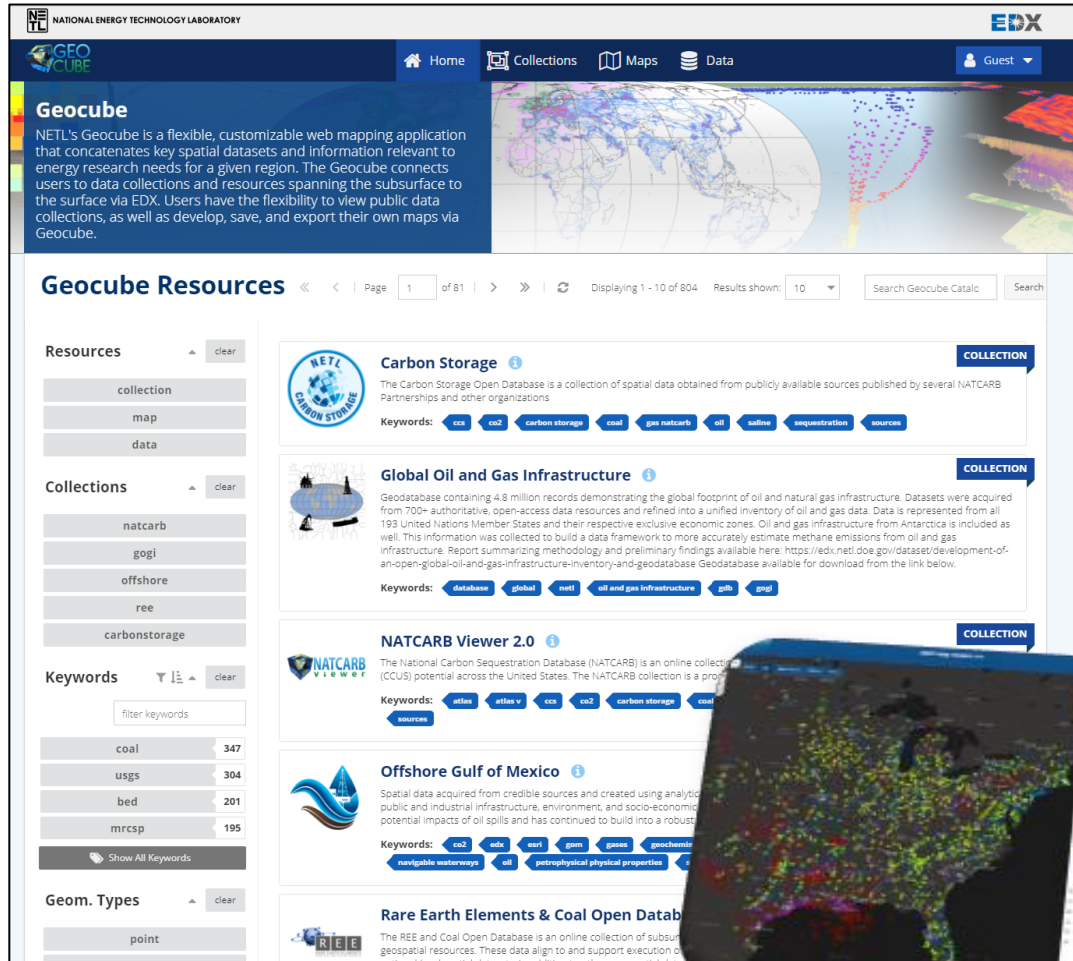 NETL NATIONAL ENERGY TECHNOLOGY LABORATORY
EDX
GEO
CUBE
Home Collections Maps Data Guest
Geocube
NETL's Geocube is a flexible, customizable web mapping application
that concatenates key spatial datasets and information relevant to
energy research needs for a given region. The Geocube connects
users to data collections and resources spanning the subsurface to
the surface via EDX. Users have the flexibility to view public data
collections, as well as develop, save, and export their own maps via
Geocube.
Geocube Resources Page 1 of 81 Displaying 1 - 10 of 804 Results shown: 10 Search Geocube Catalo Search
Resources clear
collection
map
data
Collections clear
natcarb
gogi
offshore
ree
carbonstorage
Keywords clear
filter keywords
coal 347
usgs 304
bed 201
mrcsp 195
Show All Keywords
Geom. Types clear
point
NETL
CARBON STORAGE
Carbon Storage
COLLECTION
The Carbon Storage Open Database is a collection of spatial data obtained from publicly available sources published by several NATCARB
Partnerships and other organizations
Keywords: ccs co2 carbon storage coal gas natcarb oil saline sequestration sources
Global Oil and Gas Infrastructure
COLLECTION
Geodatabase containing 4.8 million records demonstrating the global footprint of oil and natural gas infrastructure. Datasets were acquired
from 700+ authoritative, open-access data resources and refined into a unified inventory of oil and gas data. Data is represented from all
193 United Nations Member States and their respective exclusive economic zones. Oil and gas infrastructure from Antarctica is included as
well. This information was collected to build a data framework to more accurately estimate methane emissions from oil and gas
infrastructure. Report summarizing methodology and preliminary findings available here: https://edx.netl.doe.gov/dataset/development-of-
an-open-global-oil-and-gas-infrastructure-inventory-and-geodatabase Geodatabase available for download from the link below.
Keywords: database global netl oil and gas infrastructure gdb gogi
NATCARB
viewer
NATCARB Viewer 2.0
COLLECTION
The National Carbon Sequestration Database (NATCARB) is an online collecti
(CCUS) potential across the United States. The NATCARB collection is a pro
Keywords: atlas atlas v ccs co2 carbon storage coal
sources
Offshore Gulf of Mexico
Spatial data acquired from credible sources and created using analytic
public and industrial infrastructure, environment, and socio-economic
potential impacts of oil spills and has continued to build into a robust
Keywords: co2 edx esri gom gases geochemis
navigable waterways oil petrophysical physical properties s
REE
Rare Earth Elements & Coal Open Datab
The REE and Coal Open Database is an online collection of subsur
geospatial resources. These data align to and support execution o